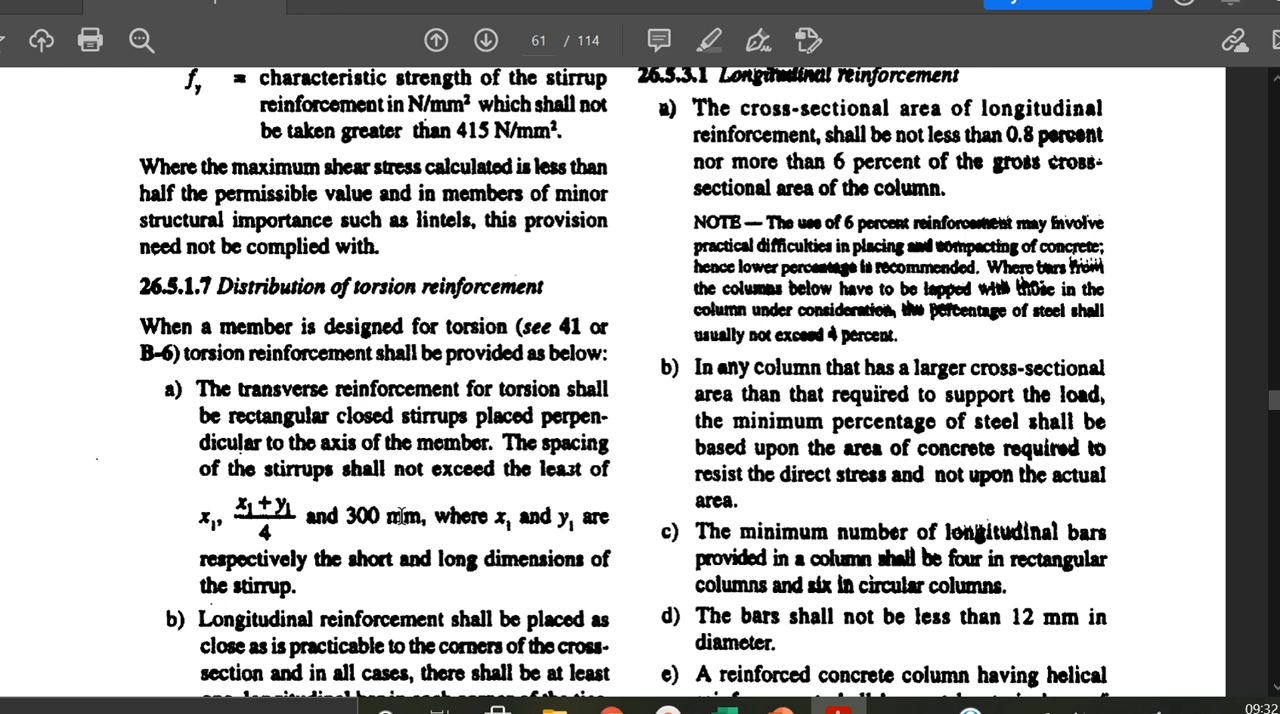 61 / 114
f_y = characteristic strength of the stirrup
reinforcement in N/mm² which shall not
be taken greater than 415 N/mm².
Where the maximum shear stress calculated is less than
half the permissible value and in members of minor
structural importance such as lintels, this provision
need not be complied with.
26.5.1.7 Distribution of torsion reinforcement
When a member is designed for torsion (see 41 or
B-6) torsion reinforcement shall be provided as below:
a) The transverse reinforcement for torsion shall
be rectangular closed stirrups placed perpen-
dicular to the axis of the member. The spacing
of the stirrups shall not exceed the least of
x₁, (x₁ + y₁)/4 and 300 mm, where x₁ and y₁ are
respectively the short and long dimensions of
the stirrup.
b) Longitudinal reinforcement shall be placed as
close as is practicable to the corners of the cross-
section and in all cases, there shall be at least
26.5.3.1 Longitudinal reinforcement
a) The cross-sectional area of longitudinal
reinforcement, shall be not less than 0.8 percent
nor more than 6 percent of the gross cross-
sectional area of the column.
NOTE — The use of 6 percent reinforcement may involve
practical difficulties in placing and compacting of concrete;
hence lower percentage is recommended. Where bars from
the columns below have to be lapped with those in the
column under consideration, the percentage of steel shall
usually not exceed 4 percent.
b) In any column that has a larger cross-sectional
area than that required to support the load,
the minimum percentage of steel shall be
based upon the area of concrete required to
resist the direct stress and not upon the actual
area.
c) The minimum number of longitudinal bars
provided in a column shall be four in rectangular
columns and six in circular columns.
d) The bars shall not be less than 12 mm in
diameter.
e) A reinforced concrete column having helical
09:32